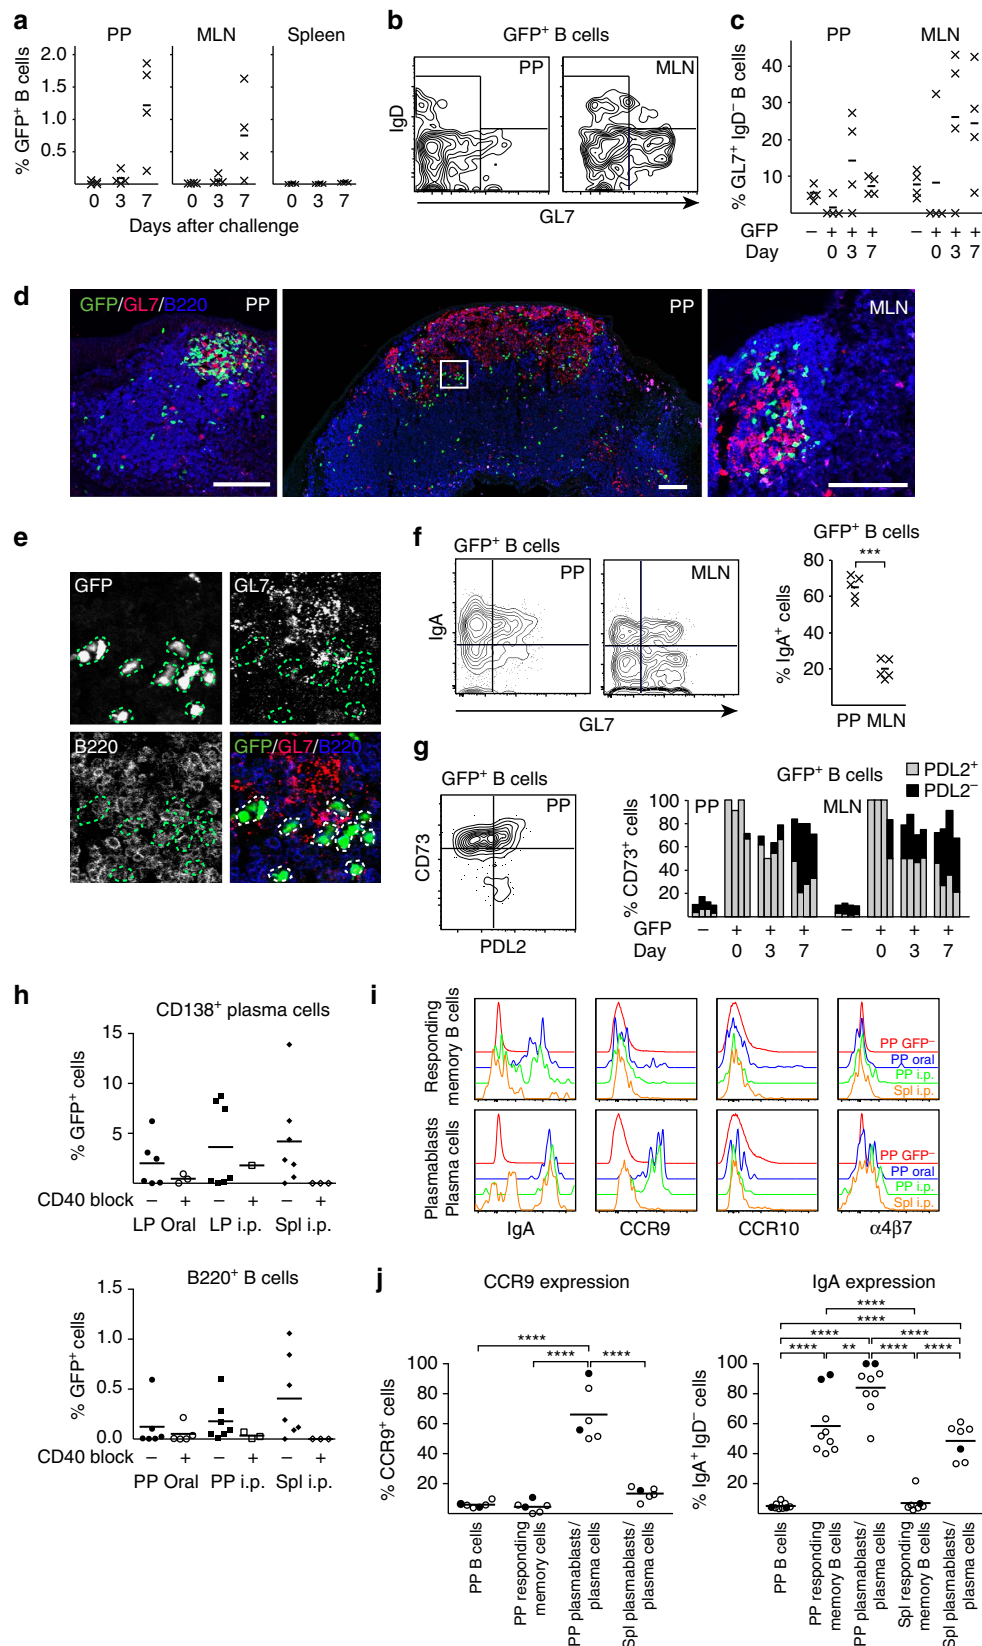 a
PP MLN Spleen
% GFP+ B cells
2.0
1.5
1.0
0.5
0 3 7 0 3 7 0 3 7
Days after challenge
b
GFP+ B cells
PP MLN
IgD
GL7
c
PP MLN
% GL7+ IgD− B cells
40
30
20
10
GFP − + + + − + + +
Day 0 3 7 0 3 7
d
GFP/GL7/B220 PP
PP
MLN
e
GFP GL7
B220 GFP/GL7/B220
f
GFP+ B cells
PP MLN
IgA
GL7
GFP+ B cells
% IgA+ cells
80
60
40
20
***
PP MLN
g
GFP+ B cells
PP
CD73
PDL2
GFP+ B cells
PDL2+
PDL2−
PP MLN
% CD73+ cells
100
80
60
40
20
GFP − + + + − + + +
Day 0 3 7 0 3 7
h
CD138+ plasma cells
% GFP+ cells
15
10
5
CD40 block − + − + − +
LP Oral LP i.p. Spl i.p.
B220+ B cells
% GFP+ cells
1.5
1.0
0.5
0.0
CD40 block − + − + − +
PP Oral PP i.p. Spl i.p.
i
Responding
memory B cells
PP GFP−
PP oral
PP i.p.
Spl i.p.
Plasmablasts/
Plasma cells
PP GFP−
PP oral
PP i.p.
Spl i.p.
IgA CCR9 CCR10 α4β7
j
CCR9 expression
% CCR9+ cells
100
80
60
40
20
****
**** ****
PP B cells
PP responding
memory cells
PP plasmablasts/
plasma cells
Spl plasmablasts/
plasma cells
IgA expression
% IgA+ IgD− cells
100
80
60
40
20
****
****
**** ****
**** ** **** ****
PP B cells
PP responding
memory B cells
PP plasmablasts/
plasma cells
Spl responding
memory B cells
Spl plasmablasts/
plasma cells